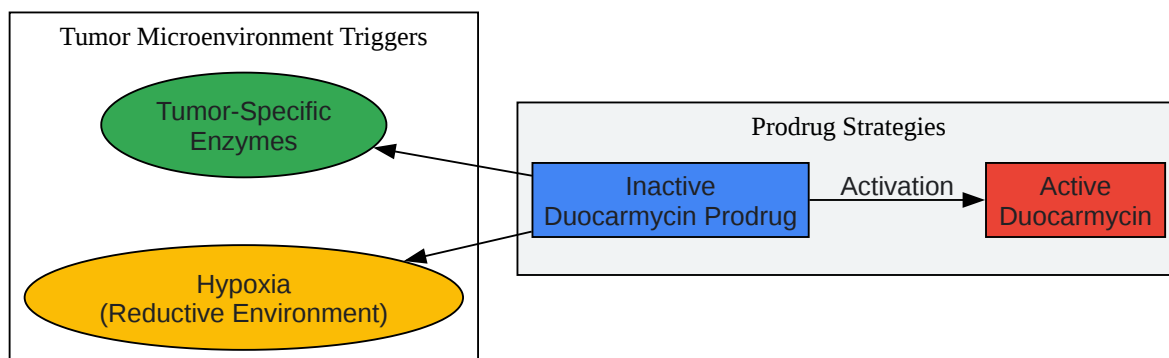 Tumor Microenvironment Triggers
Tumor-Specific
Enzymes
Hypoxia
(Reductive Environment)
Prodrug Strategies
Inactive
Duocarmycin Prodrug
Activation
Active
Duocarmycin